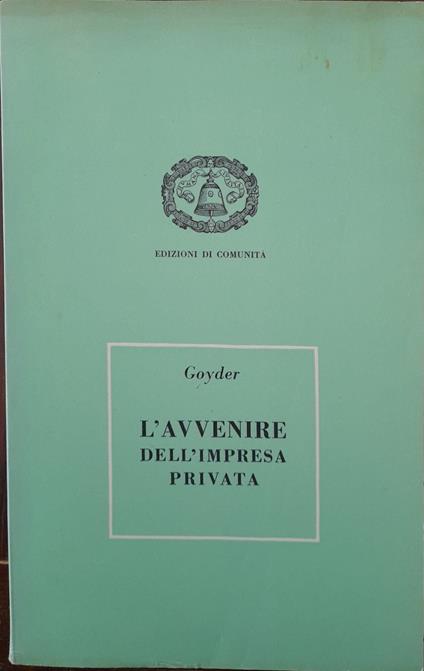 EDIZIONI DI COMUNITÀ
Goyder
L'AVVENIRE
DELL'IMPRESA
PRIVATA